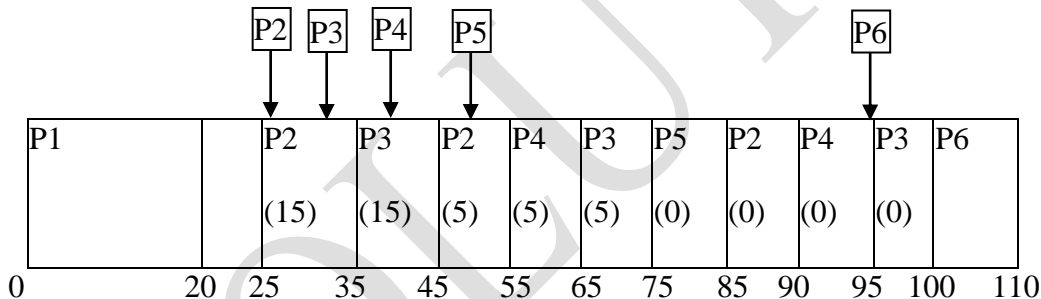 P2 P3 P4 P5 P6
P1 P2 P3 P2 P4 P3 P5 P2 P4 P3 P6
(15) (15) (5) (5) (5) (0) (0) (0) (0)
0 20 25 35 45 55 65 75 85 90 95 100 110